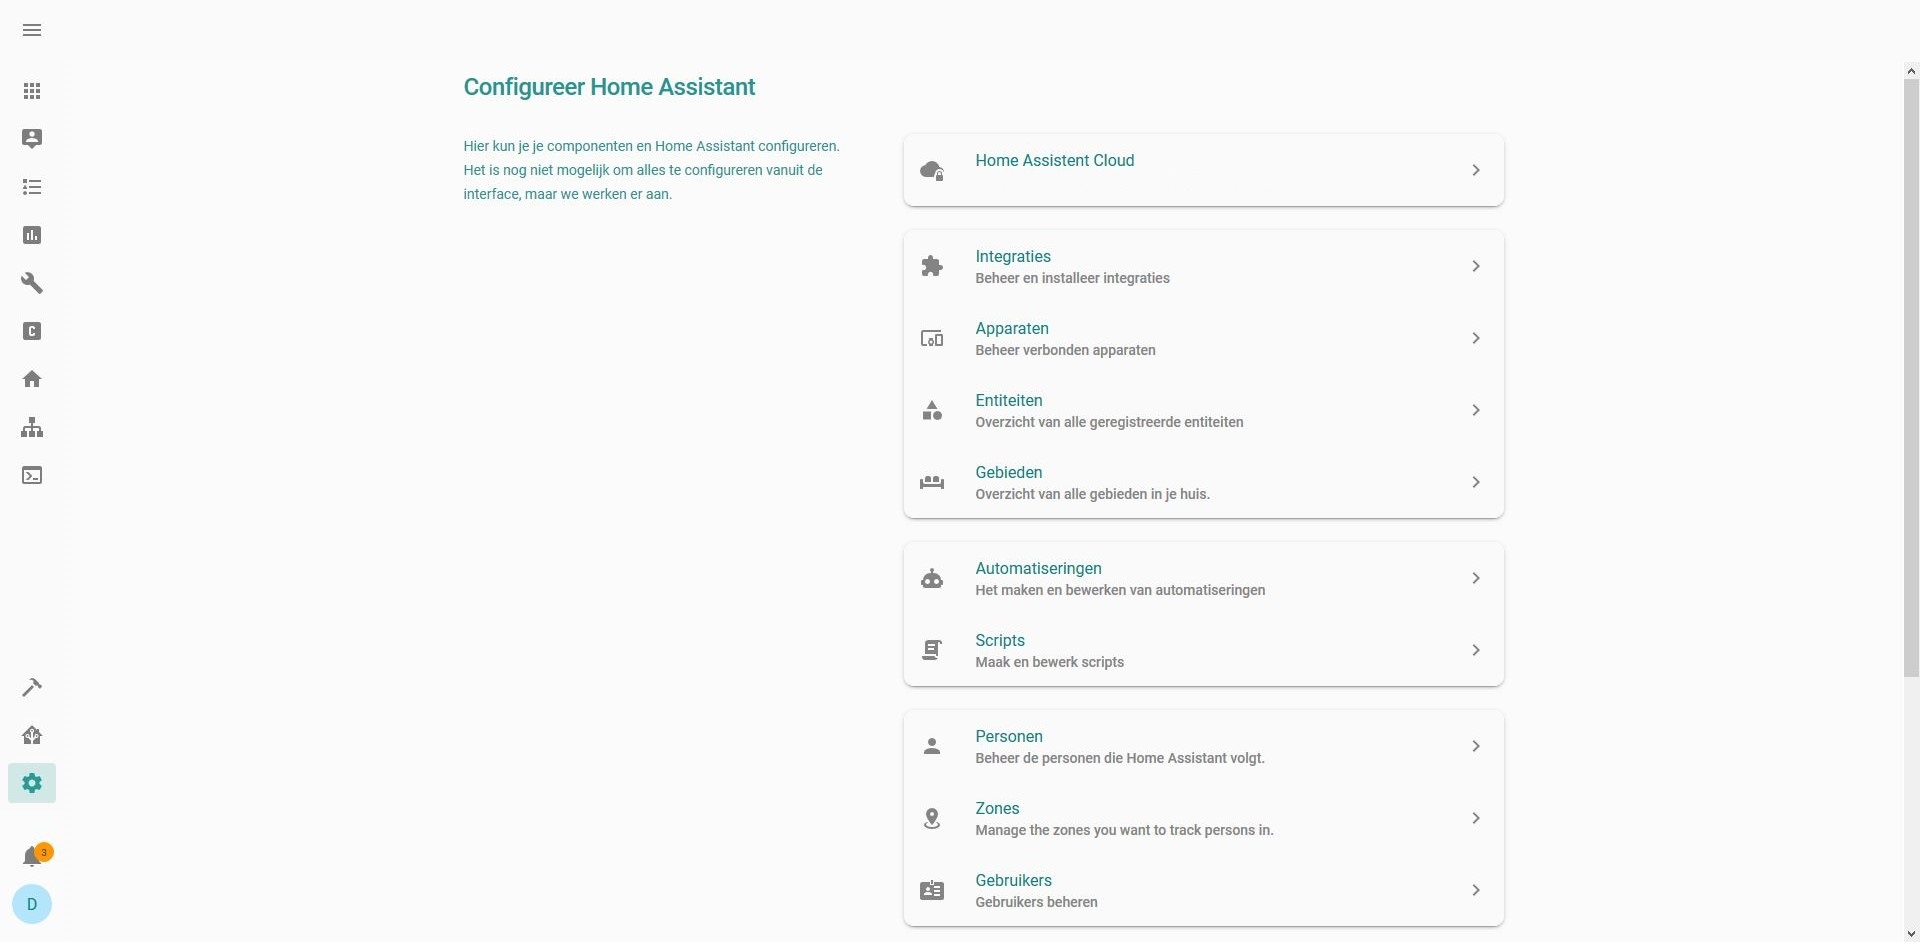 Configureer Home Assistant
Hier kun je je componenten en Home Assistant configureren.
Het is nog niet mogelijk om alles te configureren vanuit de
interface, maar we werken er aan.
Home Assistent Cloud
Integraties
Beheer en installeer integraties
Apparaten
Beheer verbonden apparaten
Entiteiten
Overzicht van alle geregistreerde entiteiten
Gebieden
Overzicht van alle gebieden in je huis.
Automatiseringen
Het maken en bewerken van automatiseringen
Scripts
Maak en bewerk scripts
Personen
Beheer de personen die Home Assistant volgt.
Zones
Manage the zones you want to track persons in.
Gebruikers
Gebruikers beheren
C
3
D